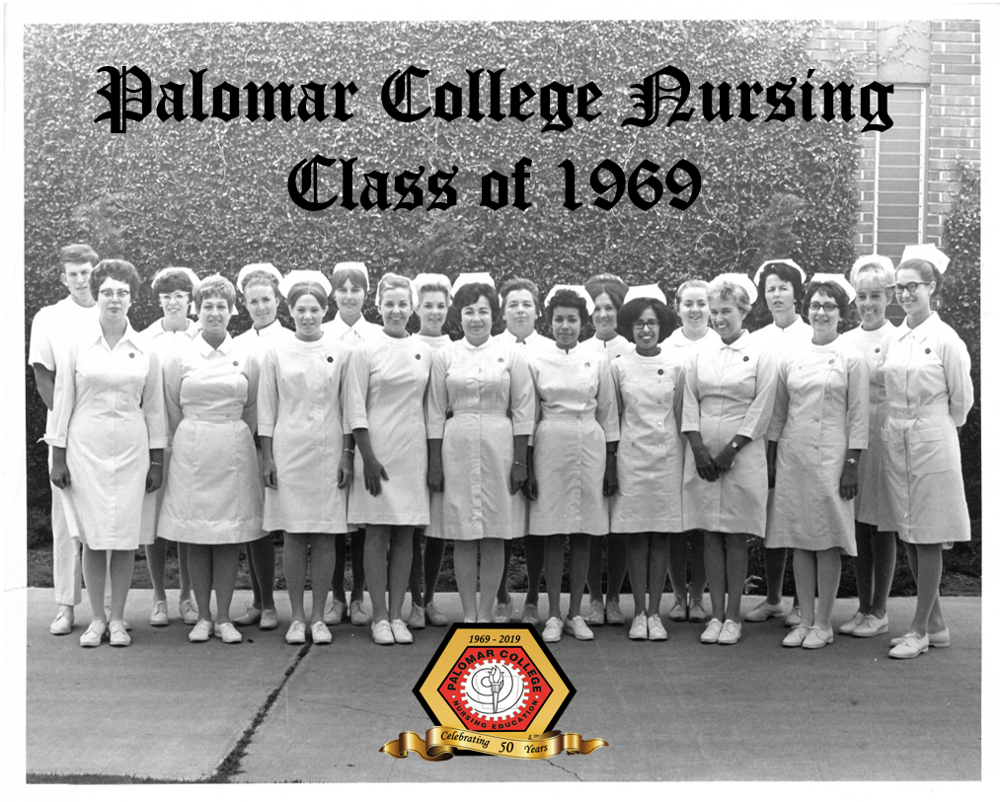 Palomar College Nursing
Class of 1969
1969 - 2019
PALOMAR COLLEGE
NURSING EDUCATION
Celebrating 50 Years